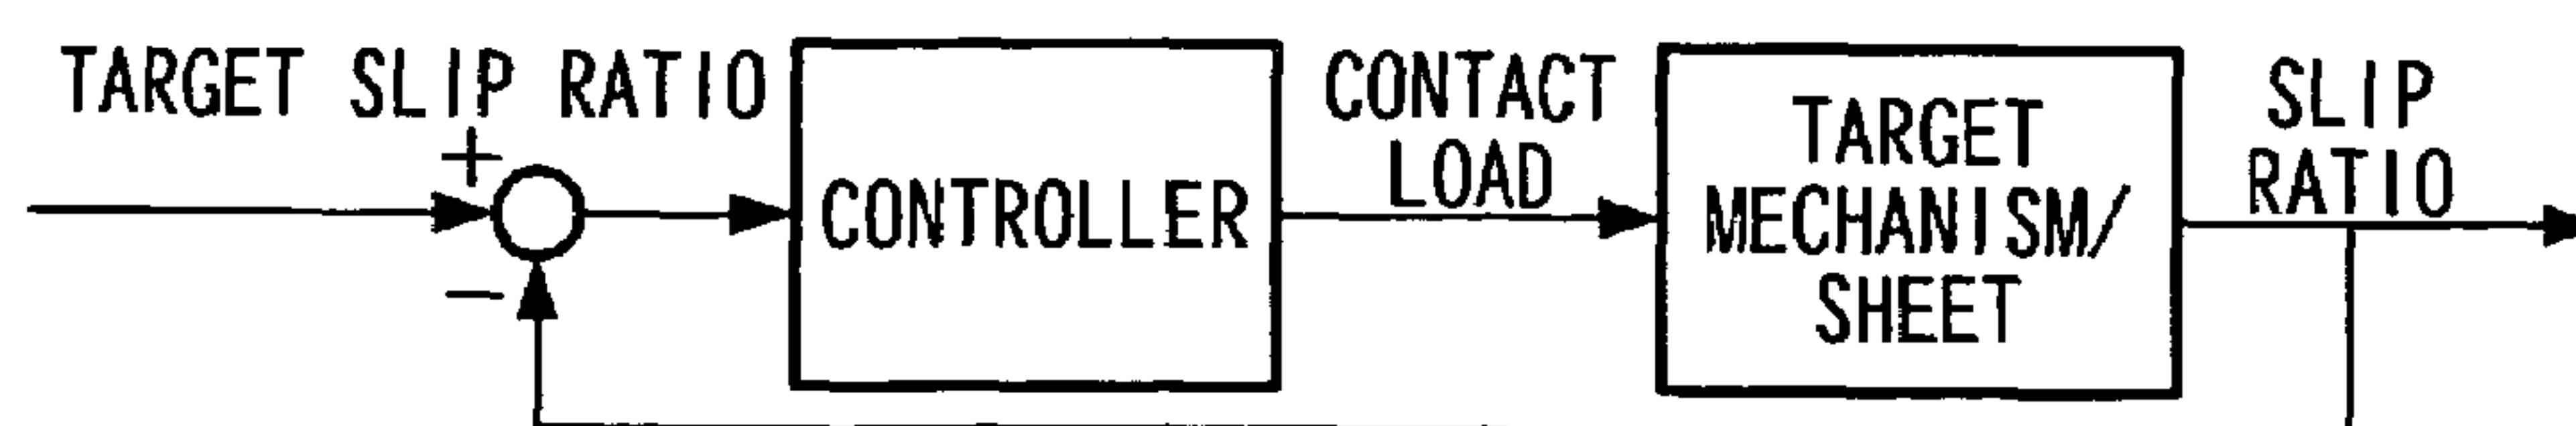 TARGET SLIP RATIO
+
−
CONTROLLER
CONTACT
LOAD
TARGET
MECHANISM/
SHEET
SLIP
RATIO